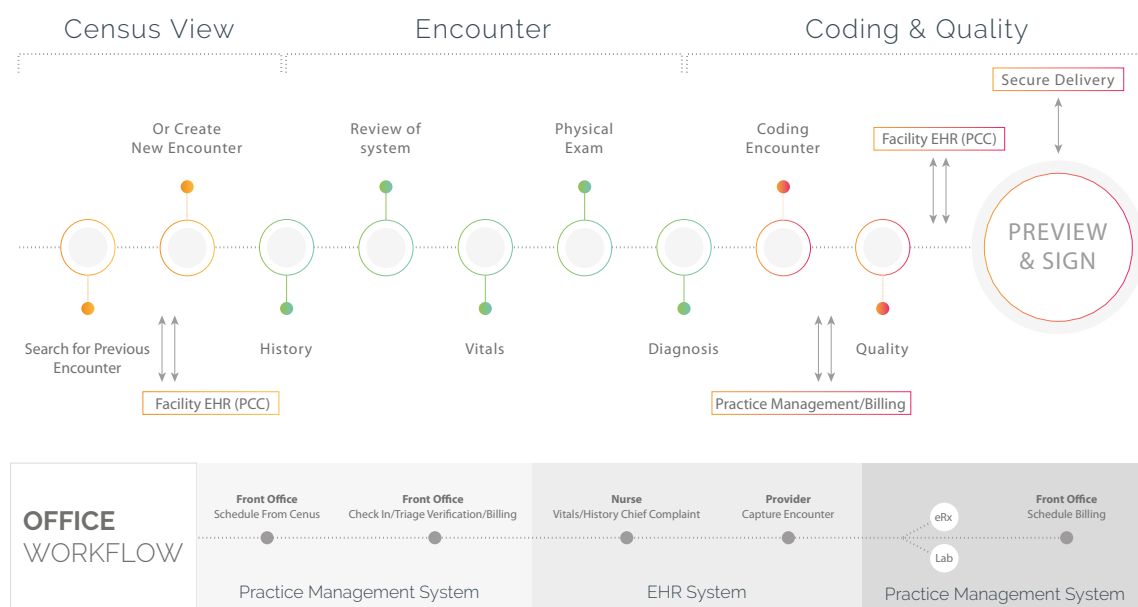 Census View
Encounter
Coding & Quality
Secure Delivery
Or Create
New Encounter
Review of
system
Physical
Exam
Coding
Encounter
Facility EHR (PCC)
PREVIEW
& SIGN
Search for Previous
Encounter
History
Vitals
Diagnosis
Quality
Facility EHR (PCC)
Practice Management/Billing
OFFICE
WORKFLOW
Front Office
Schedule From Cenus
Front Office
Check In/Triage Verification/Billing
Nurse
Vitals/History Chief Complaint
Provider
Capture Encounter
eRx
Lab
Front Office
Schedule Billing
Practice Management System
EHR System
Practice Management System